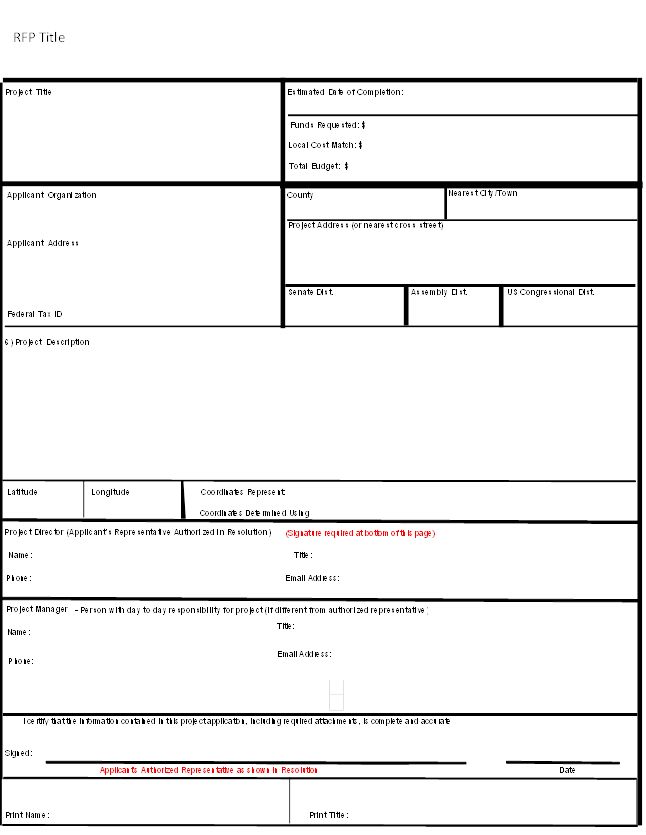 RFP Title
Project Title
Estimated Date of Completion:
Funds Requested: $
Local Cost Match: $
Total Budget: $
Applicant Organization
County
Nearest City/Town
Project Address (or nearest cross street)
Applicant Address
Senate Dist.
Assembly Dist.
US Congressional Dist.
Federal Tax ID
6) Project Description
Latitude
Longitude
Coordinates Represent:
Coordinates Determined Using
Project Director (Applicant's Representative Authorized in Resolution) (Signature required at bottom of this page)
Name:
Title:
Phone:
Email Address:
Project Manager - Person with day to day responsibility for project (if different from authorized representative)
Name:
Title:
Phone:
Email Address:
I certify that the information contained in this project application, including required attachments, is complete and accurate
Signed:
Applicant's Authorized Representative as shown in Resolution
Date
Print Name:
Print Title: